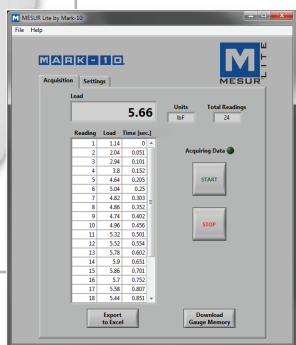 MESUR Lite by Mark-10
File Help
MARK-10
M
MESUR
LITE
Acquisition Settings
Load
5.66
Units
lbF
Total Readings
24
Reading Load Time (sec.)
1 1.14 0
2 2.04 0.051
3 2.94 0.101
4 3.8 0.152
5 4.64 0.205
6 5.04 0.25
7 4.82 0.303
8 4.86 0.352
9 4.74 0.402
10 4.96 0.456
11 5.32 0.501
12 5.52 0.554
13 5.78 0.602
14 5.9 0.651
15 5.86 0.701
16 5.7 0.752
17 5.58 0.807
18 5.44 0.851
Acquiring Data
START
STOP
Export
to Excel
Download
Gauge Memory